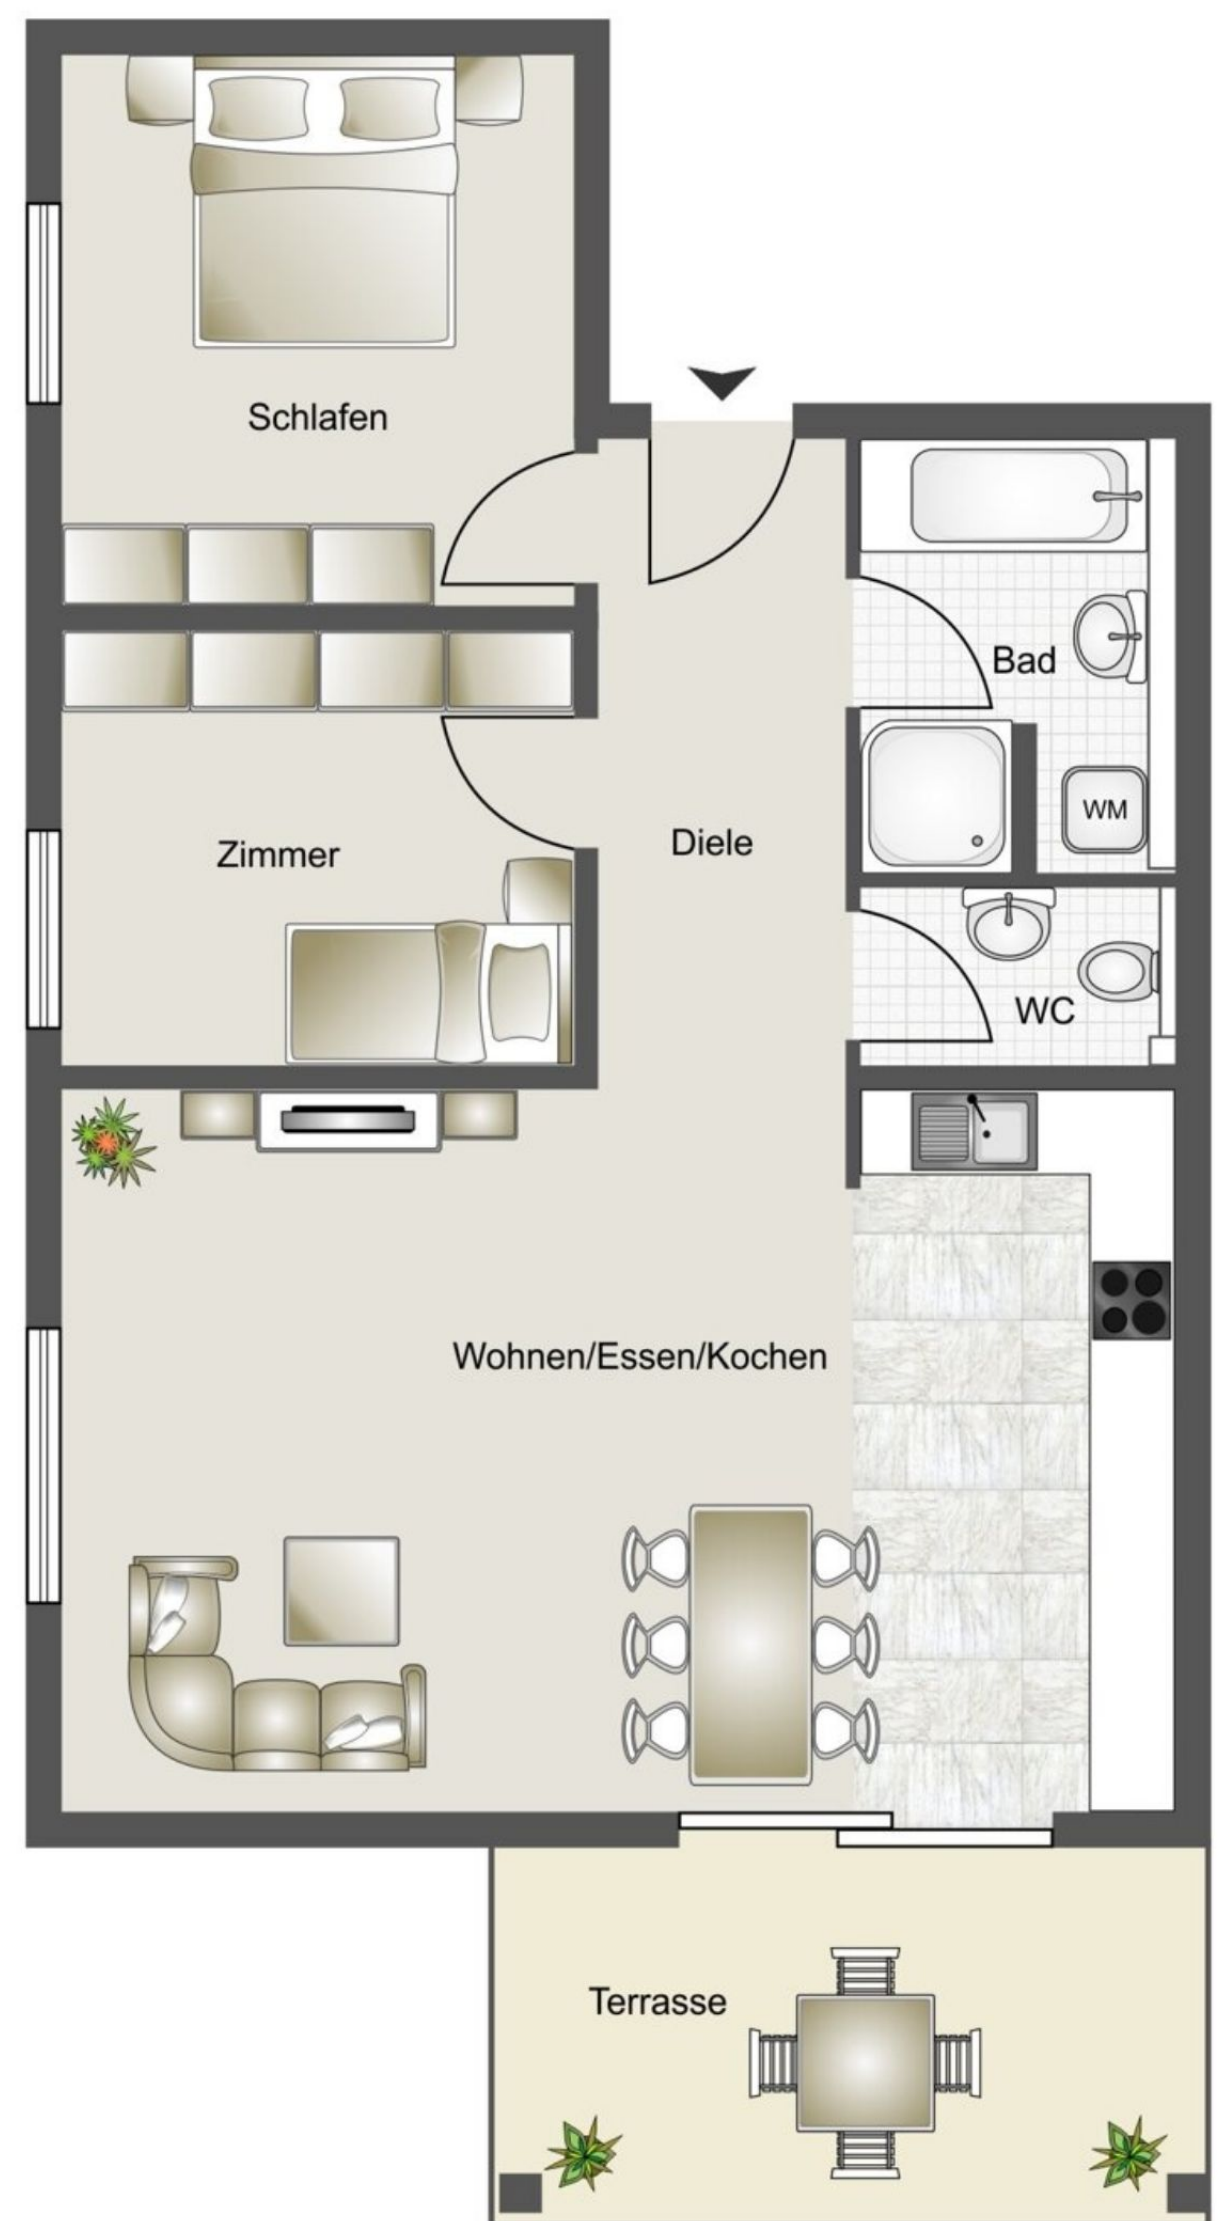 Schlafen
Bad
WM
Zimmer
Diele
WC
Wohnen/Essen/Kochen
Terrasse